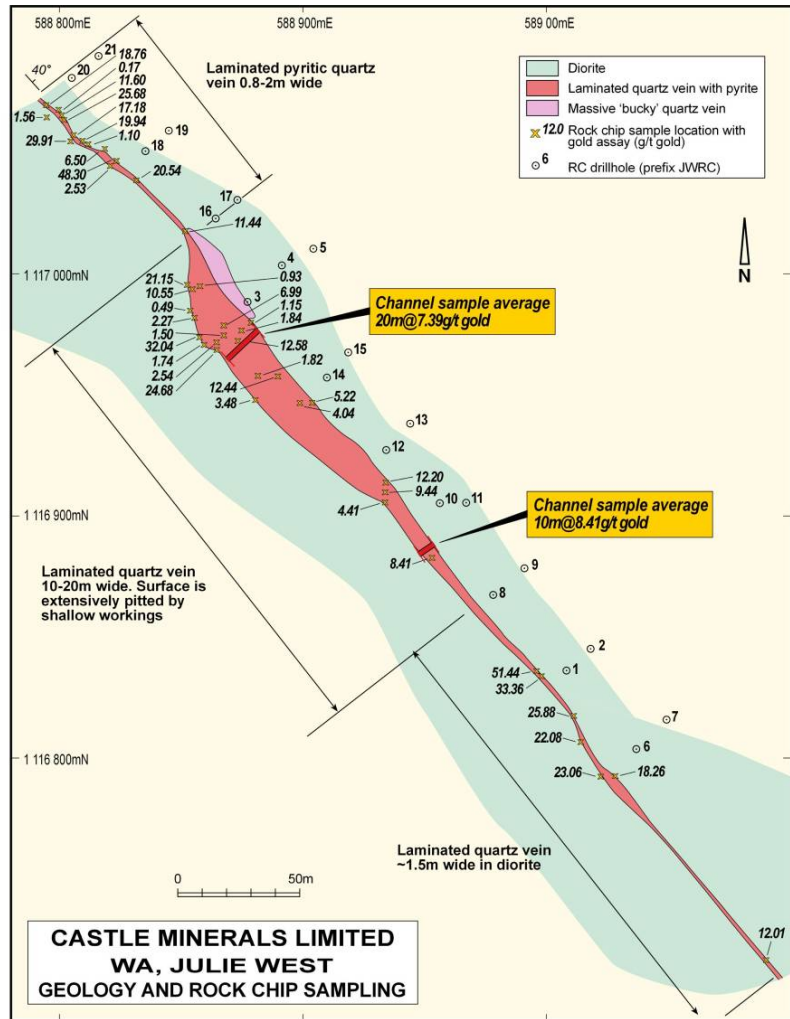 588 800mE
588 900mE
589 00mE
40°
21
20
18.76
0.17
11.60
25.68
17.18
19.94
1.10
1.56
29.91
6.50
48.30
2.53
20.54
19
18
17
16
11.44
Laminated pyritic quartz
vein 0.8-2m wide
Diorite
Laminated quartz vein with pyrite
Massive ‘bucky’ quartz vein
12.0 Rock chip sample location with
gold assay (g/t gold)
6
RC drillhole (prefix JWRC)
N
1 117 000mN
5
4
3
21.15
10.55
0.49
2.27
1.50
32.04
1.74
2.54
24.68
0.93
6.99
1.15
1.84
12.58
1.82
12.44
3.48
5.22
4.04
Channel sample average
20m@7.39g/t gold
15
14
13
12
12.20
9.44
4.41
10
11
1 116 900mN
Channel sample average
10m@8.41g/t gold
8.41
9
8
Laminated quartz vein
10-20m wide. Surface is
extensively pitted by
shallow workings
2
1
51.44
33.36
25.88
22.08
7
6
23.06
18.26
1 116 800mN
Laminated quartz vein
~1.5m wide in diorite
12.01
0
50m
CASTLE MINERALS LIMITED
WA, JULIE WEST
GEOLOGY AND ROCK CHIP SAMPLING